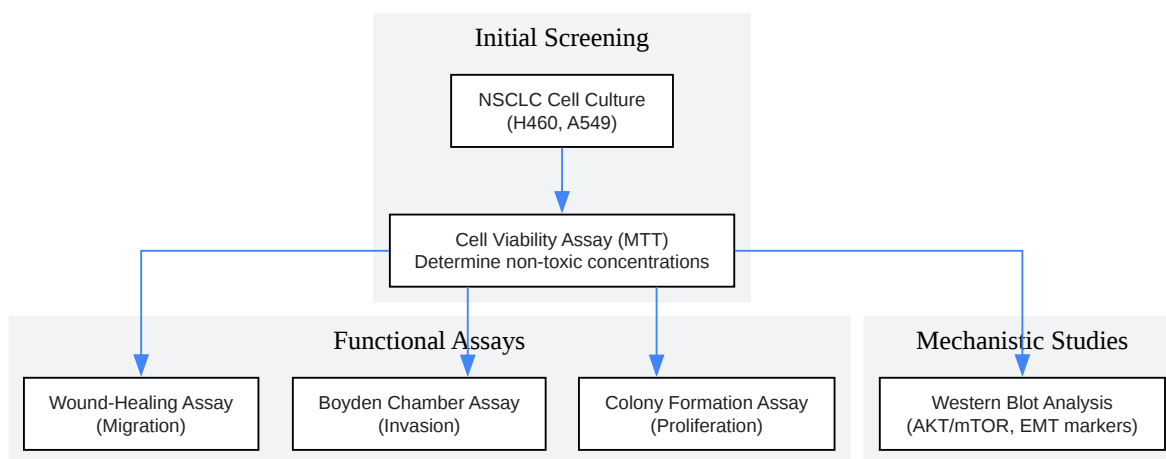 Initial Screening
NSCLC Cell Culture
(H460, A549)
Cell Viability Assay (MTT)
Determine non-toxic concentrations
Functional Assays
Mechanistic Studies
Wound-Healing Assay
(Migration)
Boyden Chamber Assay
(Invasion)
Colony Formation Assay
(Proliferation)
Western Blot Analysis
(AKT/mTOR, EMT markers)